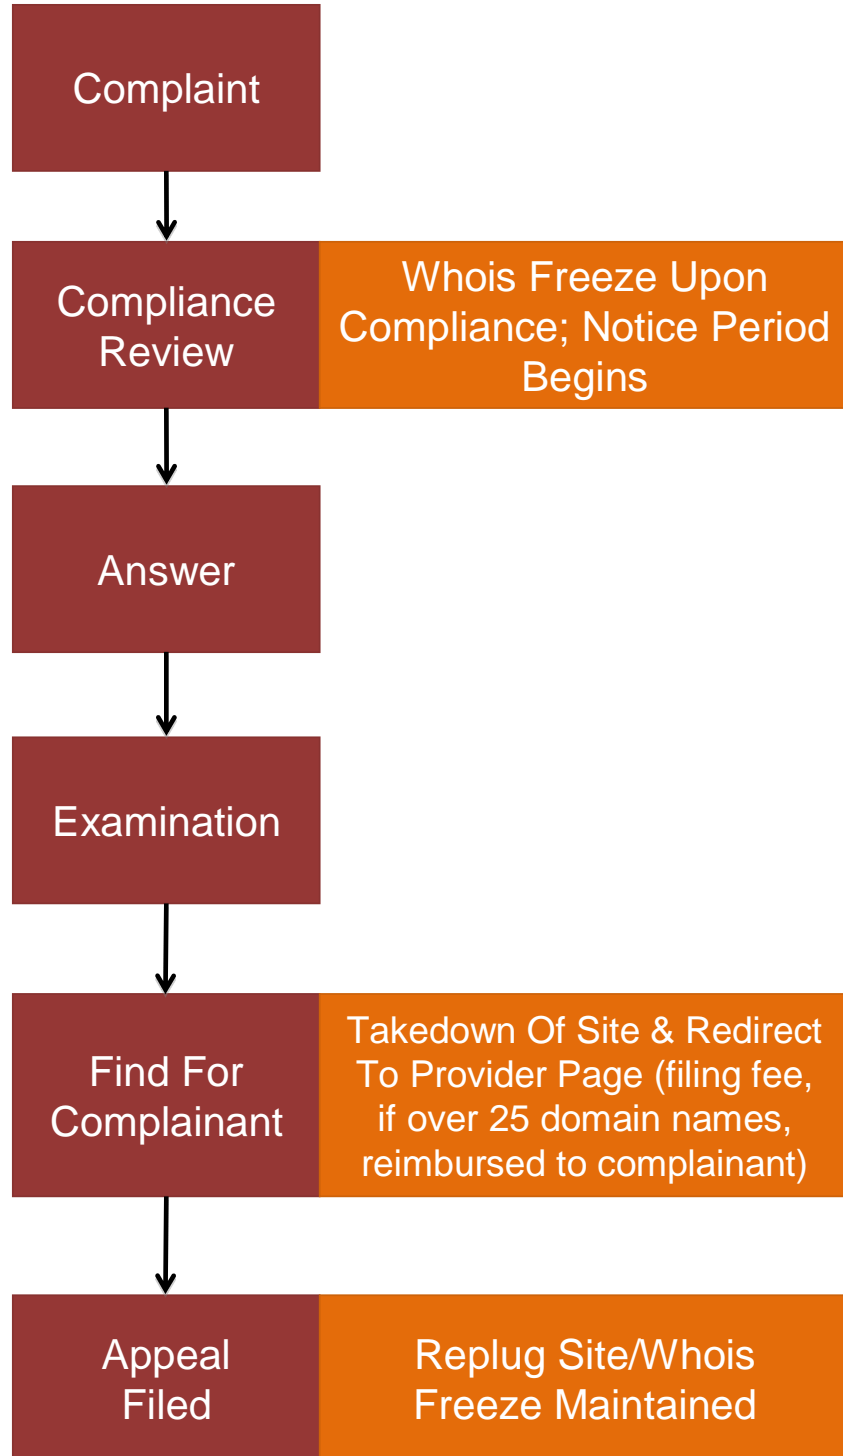 Complaint
Compliance
Review
Whois Freeze Upon
Compliance; Notice Period
Begins
Answer
Examination
Find For
Complainant
Takedown Of Site & Redirect
To Provider Page (filing fee,
if over 25 domain names,
reimbursed to complainant)
Appeal
Filed
Replug Site/Whois
Freeze Maintained